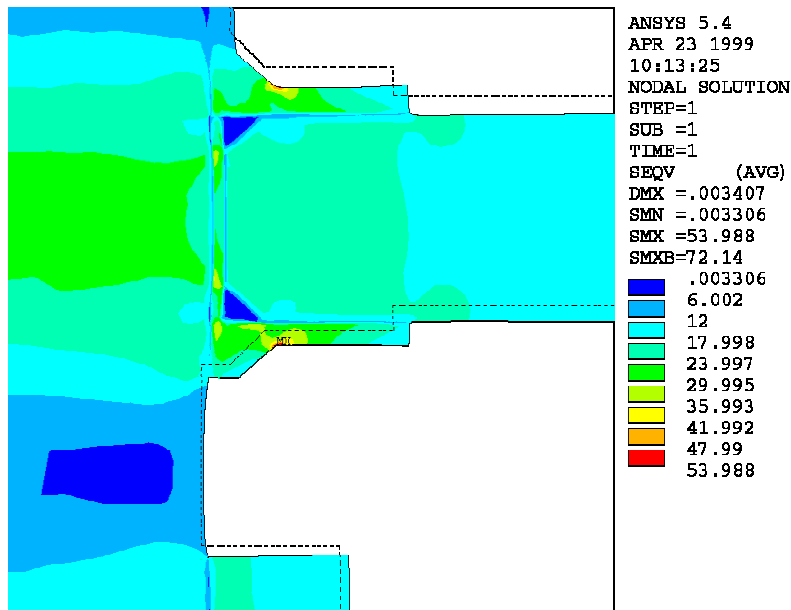 ANSYS 5.4
APR 23 1999
10:13:25
NODAL SOLUTION
STEP=1
SUB =1
TIME=1
SEQV (AVG)
DMX =.003407
SMN =.003306
SMX =53.988
SMXB=72.14
.003306
6.002
12
17.998
23.997
29.995
35.993
41.992
47.99
53.988
MX